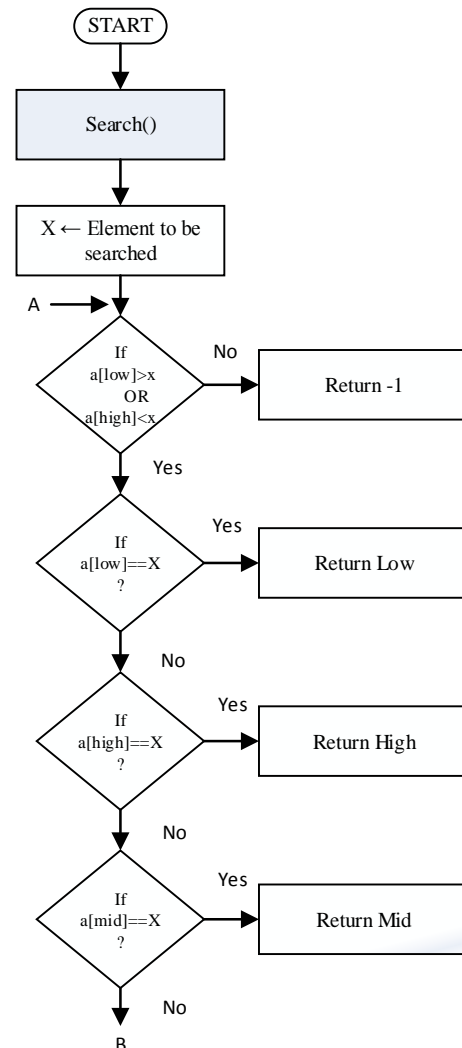 START
Search()
X ← Element to be
searched
A
If
a[low]>x
OR
a[high]<x
No
Return -1
Yes
If
a[low]==X
?
Yes
Return Low
No
If
a[high]==X
?
Yes
Return High
No
If
a[mid]==X
?
Yes
Return Mid
No
B